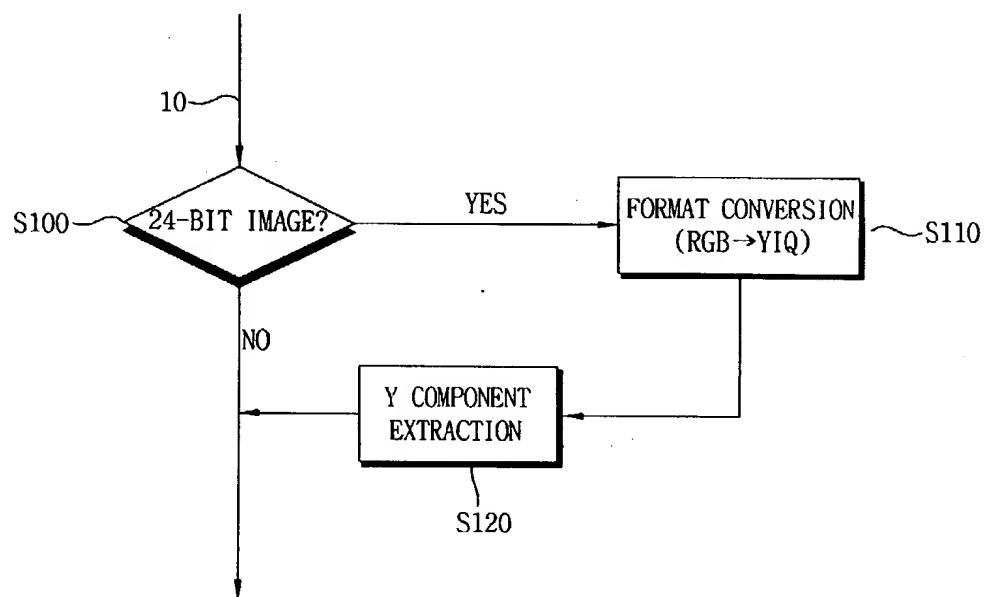 10
S100
24-BIT IMAGE?
YES
FORMAT CONVERSION
(RGB→YIQ)
S110
NO
Y COMPONENT
EXTRACTION
S120